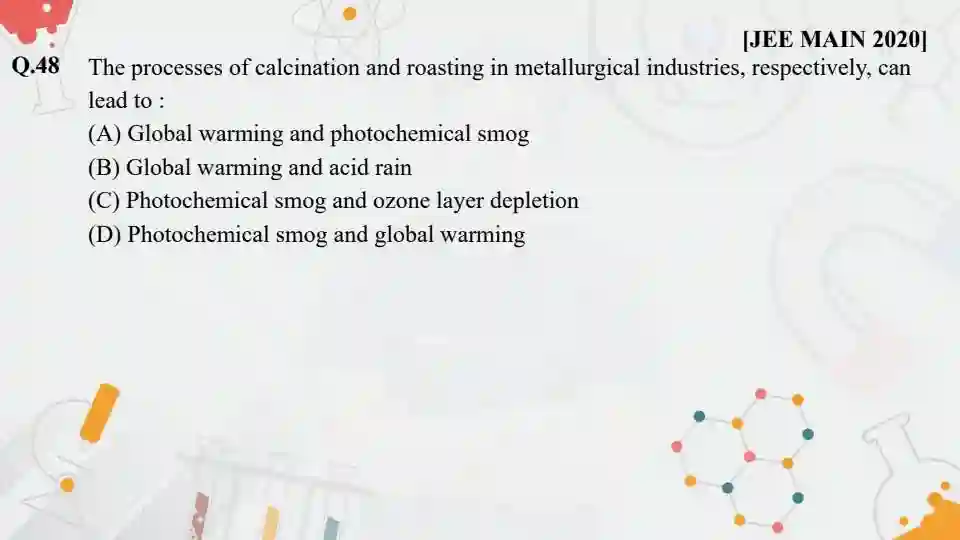 [JEE MAIN 2020]
Q.48 The processes of calcination and roasting in metallurgical industries, respectively, can
lead to :
(A) Global warming and photochemical smog
(B) Global warming and acid rain
(C) Photochemical smog and ozone layer depletion
(D) Photochemical smog and global warming